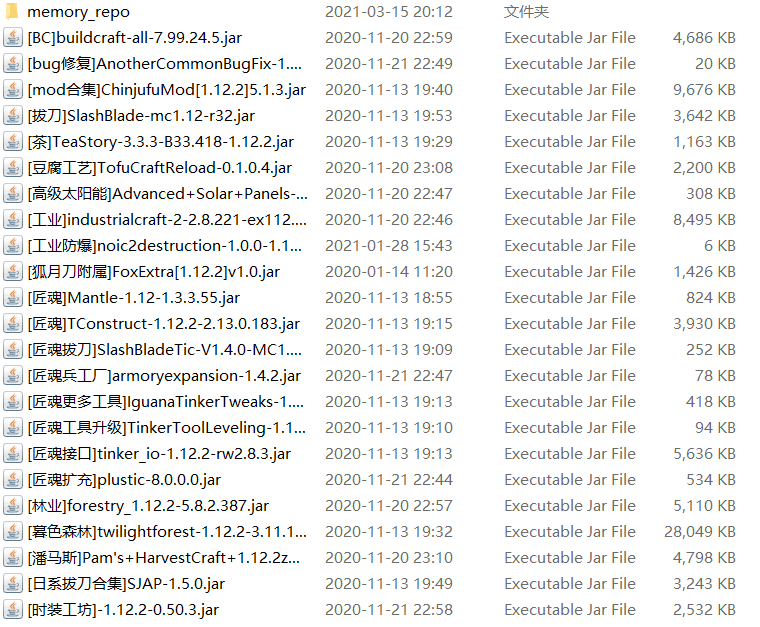 memory_repo 2021-03-15 20:12 文件夹
[BC]buildcraft-all-7.99.24.5.jar 2020-11-20 22:59 Executable Jar File 4,686 KB
[bug修复]AnotherCommonBugFix-1.... 2020-11-21 22:49 Executable Jar File 20 KB
[mod合集]ChinjufuMod[1.12.2]5.1.3.jar 2020-11-13 19:40 Executable Jar File 9,676 KB
[拔刀]SlashBlade-mc1.12-r32.jar 2020-11-13 19:53 Executable Jar File 3,642 KB
[茶]TeaStory-3.3.3-B33.418-1.12.2.jar 2020-11-13 19:29 Executable Jar File 1,163 KB
[豆腐工艺]TofuCraftReload-0.1.0.4.jar 2020-11-20 23:08 Executable Jar File 2,200 KB
[高级太阳能]Advanced+Solar+Panels-... 2020-11-20 22:47 Executable Jar File 308 KB
[工业]industrialcraft-2-2.8.221-ex112.... 2020-11-20 22:46 Executable Jar File 8,495 KB
[工业防爆]noic2destruction-1.0.0-1.1... 2021-01-28 15:43 Executable Jar File 6 KB
[狐月刀附属]FoxExtra[1.12.2]v1.0.jar 2020-01-14 11:20 Executable Jar File 1,426 KB
[匠魂]Mantle-1.12-1.3.3.55.jar 2020-11-13 18:55 Executable Jar File 824 KB
[匠魂]TConstruct-1.12.2-2.13.0.183.jar 2020-11-13 19:15 Executable Jar File 3,930 KB
[匠魂拔刀]SlashBladeTic-V1.4.0-MC1.... 2020-11-13 19:09 Executable Jar File 252 KB
[匠魂兵工厂]armoryexpansion-1.4.2.jar 2020-11-21 22:47 Executable Jar File 78 KB
[匠魂更多工具]IguanaTinkerTweaks-1.... 2020-11-13 19:13 Executable Jar File 418 KB
[匠魂工具升级]TinkerToolLeveling-1.1... 2020-11-13 19:10 Executable Jar File 94 KB
[匠魂接口]tinker_io-1.12.2-rw2.8.3.jar 2020-11-13 19:13 Executable Jar File 5,636 KB
[匠魂扩充]plustic-8.0.0.0.jar 2020-11-21 22:44 Executable Jar File 534 KB
[林业]forestry_1.12.2-5.8.2.387.jar 2020-11-20 22:57 Executable Jar File 5,110 KB
[暮色森林]twilightforest-1.12.2-3.11.1... 2020-11-13 19:32 Executable Jar File 28,049 KB
[潘马斯]Pam's+HarvestCraft+1.12.2z... 2020-11-20 23:10 Executable Jar File 4,798 KB
[日系拔刀合集]SJAP-1.5.0.jar 2020-11-13 19:49 Executable Jar File 3,243 KB
[时装工坊]-1.12.2-0.50.3.jar 2020-11-21 22:58 Executable Jar File 2,532 KB